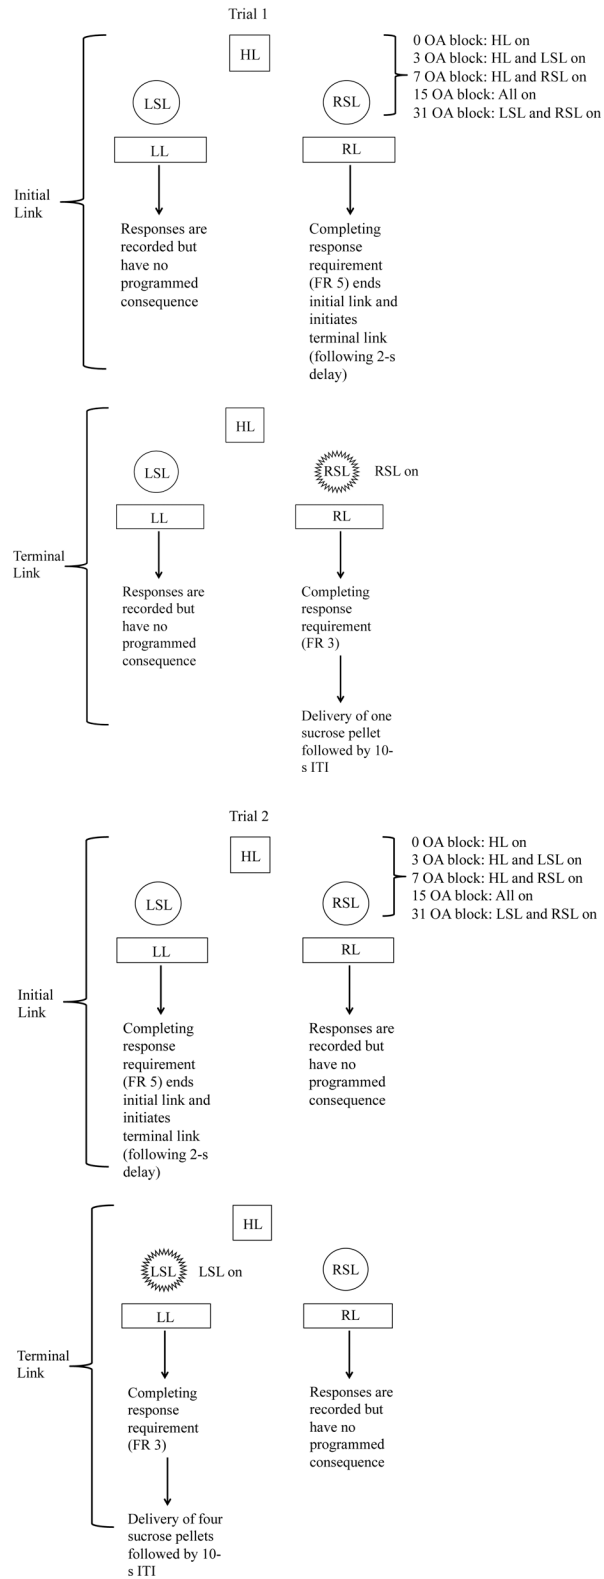 Trial 1
HL
0 OA block: HL on
3 OA block: HL and LSL on
7 OA block: HL and RSL on
15 OA block: All on
31 OA block: LSL and RSL on
LSL
RSL
LL
RL
Initial
Link
Responses are
recorded but
have no
programmed
consequence
Completing
response
requirement
(FR 5) ends
initial link and
initiates
terminal link
(following 2-s
delay)
HL
LSL
RSL
RSL on
LL
RL
Terminal
Link
Responses are
recorded but
have no
programmed
consequence
Completing
response
requirement
(FR 3)
Delivery of one
sucrose pellet
followed by 10-
s ITI
Trial 2
HL
0 OA block: HL on
3 OA block: HL and LSL on
7 OA block: HL and RSL on
15 OA block: All on
31 OA block: LSL and RSL on
LSL
RSL
LL
RL
Initial
Link
Completing
response
requirement
(FR 5) ends
initial link and
initiates
terminal link
(following 2-s
delay)
Responses are
recorded but
have no
programmed
consequence
HL
LSL
LSL on
RSL
LL
RL
Terminal
Link
Completing
response
requirement
(FR 3)
Responses are
recorded but
have no
programmed
consequence
Delivery of four
sucrose pellets
followed by 10-
s ITI